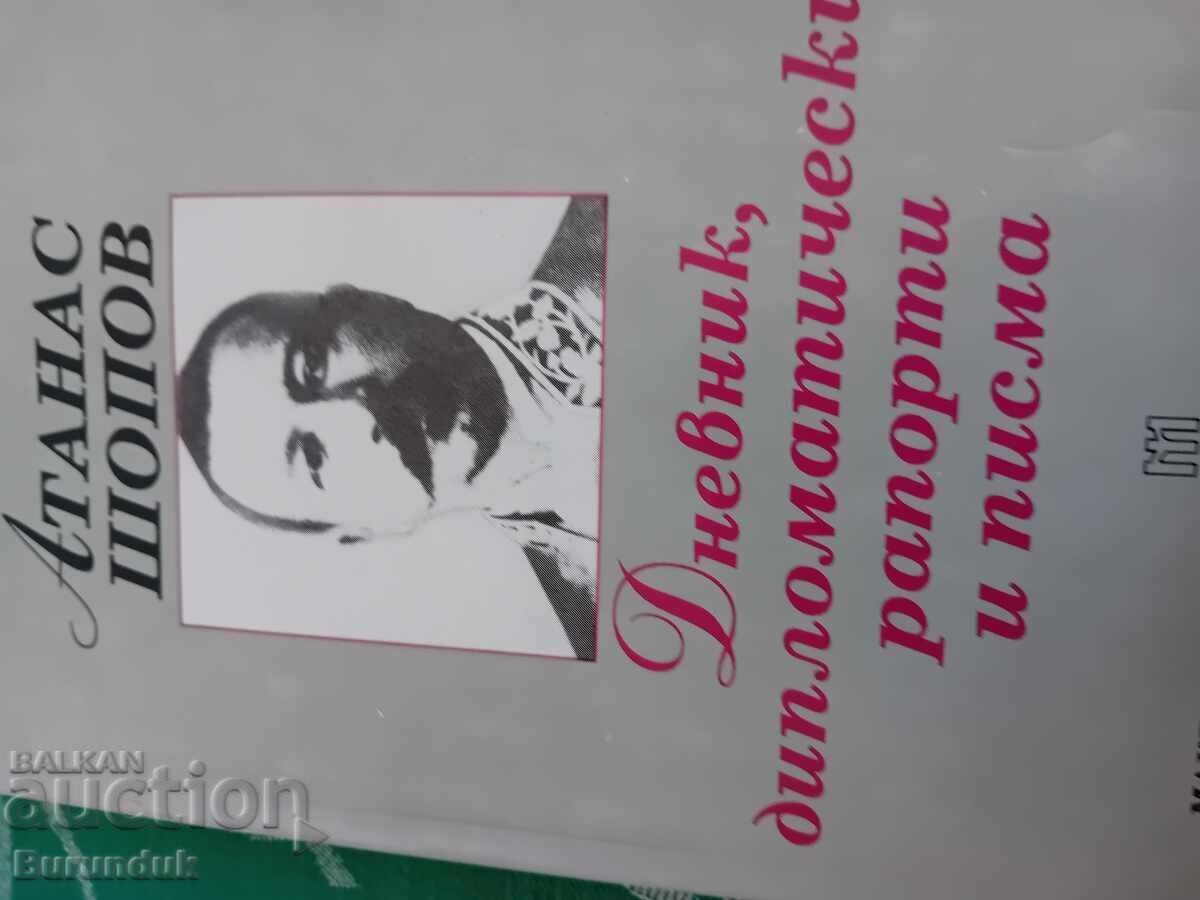 АТАНАС
ШОПОВ
Дневник,
дипломатически
рапорти
и писма
BALKAN
auction
Burunduk